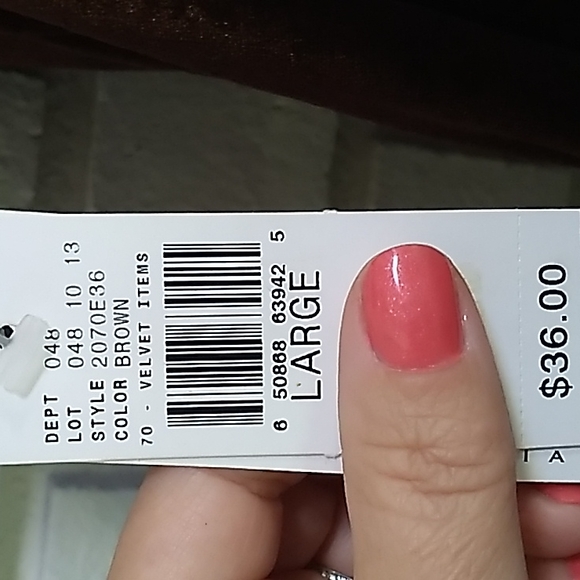 DEPT 048
LOT 048 10 13
STYLE 2070E36
COLOR BROWN
70 - VELVET ITEMS
6 50868 63942 5
LARGE
$36.00